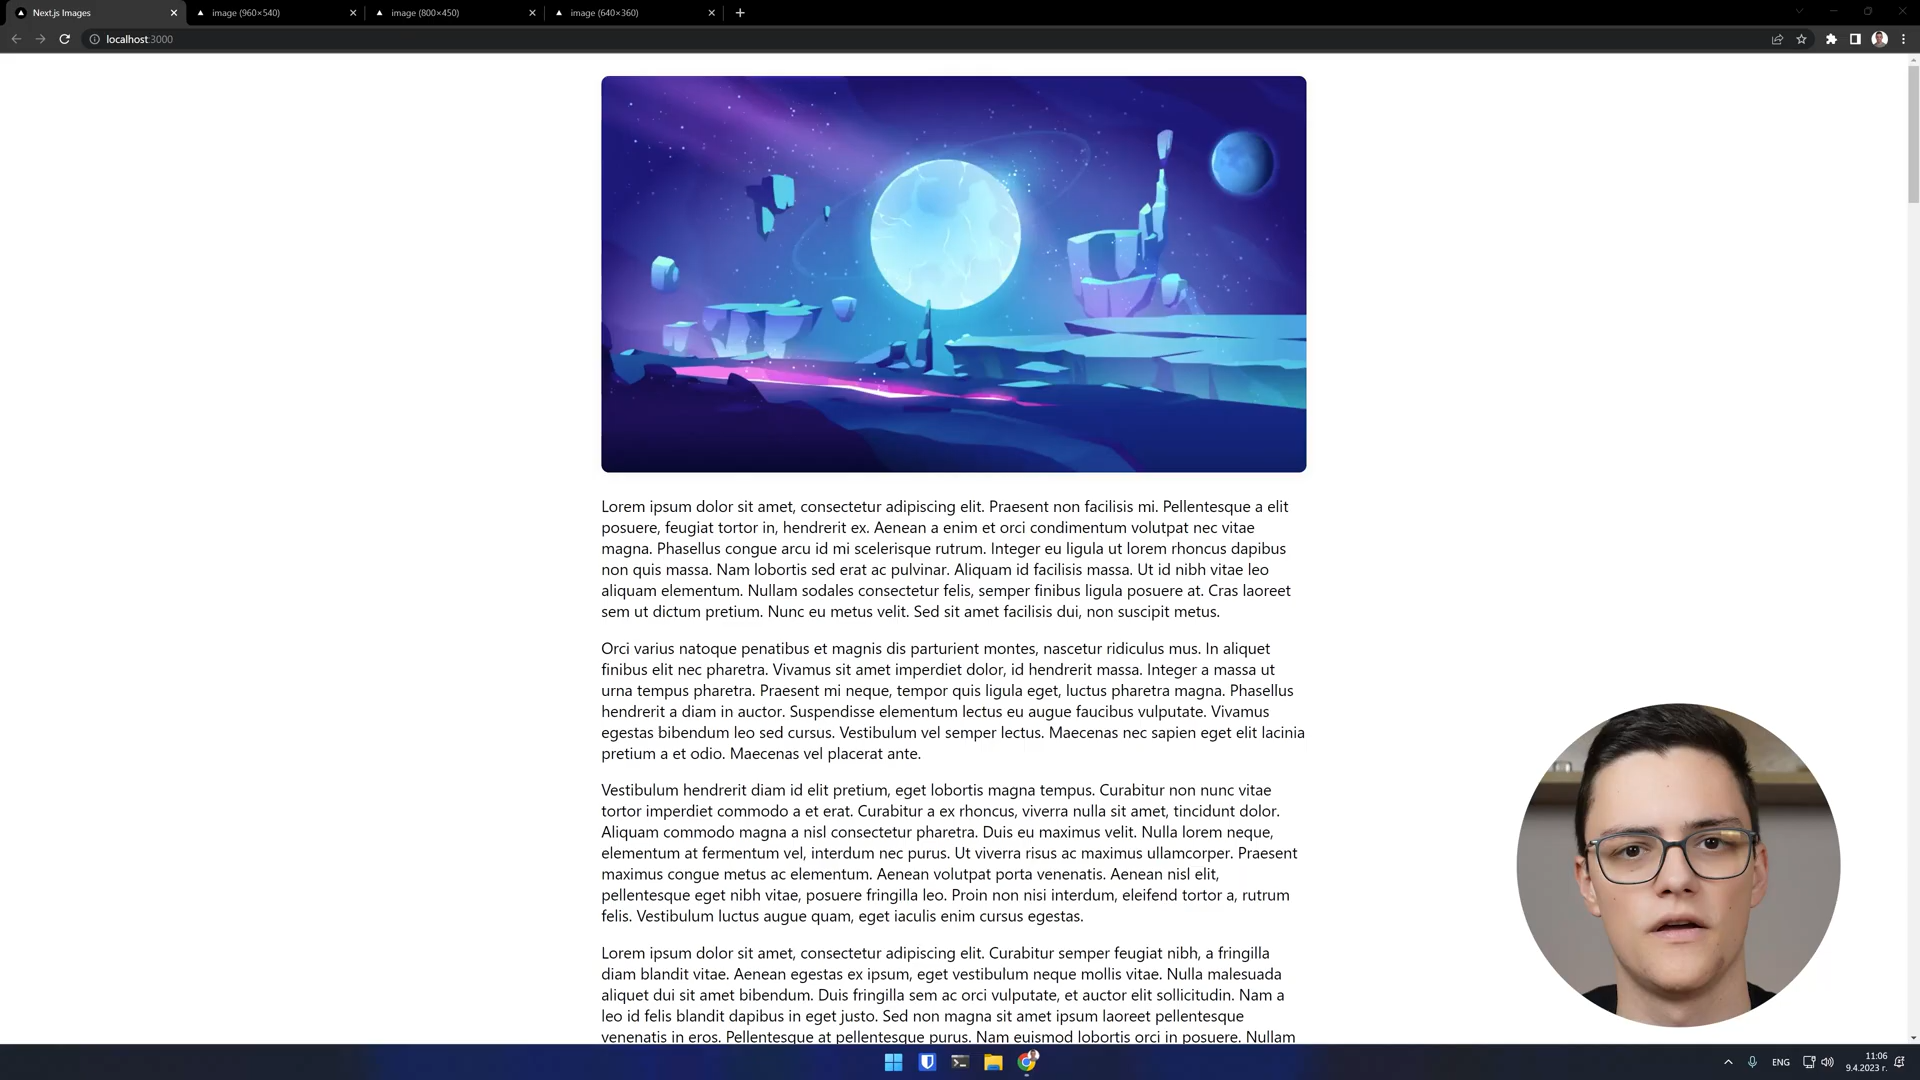 Next.js Images
image (960×540)
image (800×450)
image (640×360)
localhost:3000
Lorem ipsum dolor sit amet, consectetur adipiscing elit. Praesent non facilisis mi. Pellentesque a elit
posuere, feugiat tortor in, hendrerit ex. Aenean a enim et orci condimentum volutpat nec vitae
magna. Phasellus congue arcu id mi scelerisque rutrum. Integer eu ligula ut lorem rhoncus dapibus
non quis massa. Nam lobortis sed erat ac pulvinar. Aliquam id facilisis massa. Ut id nibh vitae leo
aliquam elementum. Nullam sodales consectetur felis, semper finibus ligula posuere at. Cras laoreet
sem ut dictum pretium. Nunc eu metus velit. Sed sit amet facilisis dui, non suscipit metus.
Orci varius natoque penatibus et magnis dis parturient montes, nascetur ridiculus mus. In aliquet
finibus elit nec pharetra. Vivamus sit amet imperdiet dolor, id hendrerit massa. Integer a massa ut
urna tempus pharetra. Praesent mi neque, tempor quis ligula eget, luctus pharetra magna. Phasellus
hendrerit a diam in auctor. Suspendisse elementum lectus eu augue faucibus vulputate. Vivamus
egestas bibendum leo sed cursus. Vestibulum vel semper lectus. Maecenas nec sapien eget elit lacinia
pretium a et odio. Maecenas vel placerat ante.
Vestibulum hendrerit diam id elit pretium, eget lobortis magna tempus. Curabitur non nunc vitae
tortor imperdiet commodo a et erat. Curabitur a ex rhoncus, viverra nulla sit amet, tincidunt dolor.
Aliquam commodo magna a nisl consectetur pharetra. Duis eu maximus velit. Nulla lorem neque,
elementum at fermentum vel, interdum nec purus. Ut viverra risus ac maximus ullamcorper. Praesent
maximus congue metus ac elementum. Aenean volutpat porta venenatis. Aenean nisl elit,
pellentesque eget nibh vitae, posuere fringilla leo. Proin non nisi interdum, eleifend tortor a, rutrum
felis. Vestibulum luctus augue quam, eget iaculis enim cursus egestas.
Lorem ipsum dolor sit amet, consectetur adipiscing elit. Curabitur semper feugiat nibh, a fringilla
diam blandit vitae. Aenean egestas ex ipsum, eget vestibulum neque mollis vitae. Nulla malesuada
aliquet dui sit amet bibendum. Duis fringilla sem ac orci vulputate, et auctor elit sollicitudin. Nam a
leo id felis blandit dapibus in eget justo. Sed non magna sit amet ipsum laoreet pellentesque
venenatis in eros. Pellentesque at pellentesque purus. Nam euismod lobortis orci in posuere. Nullam
ENG
11:06
9.4.2023 г.